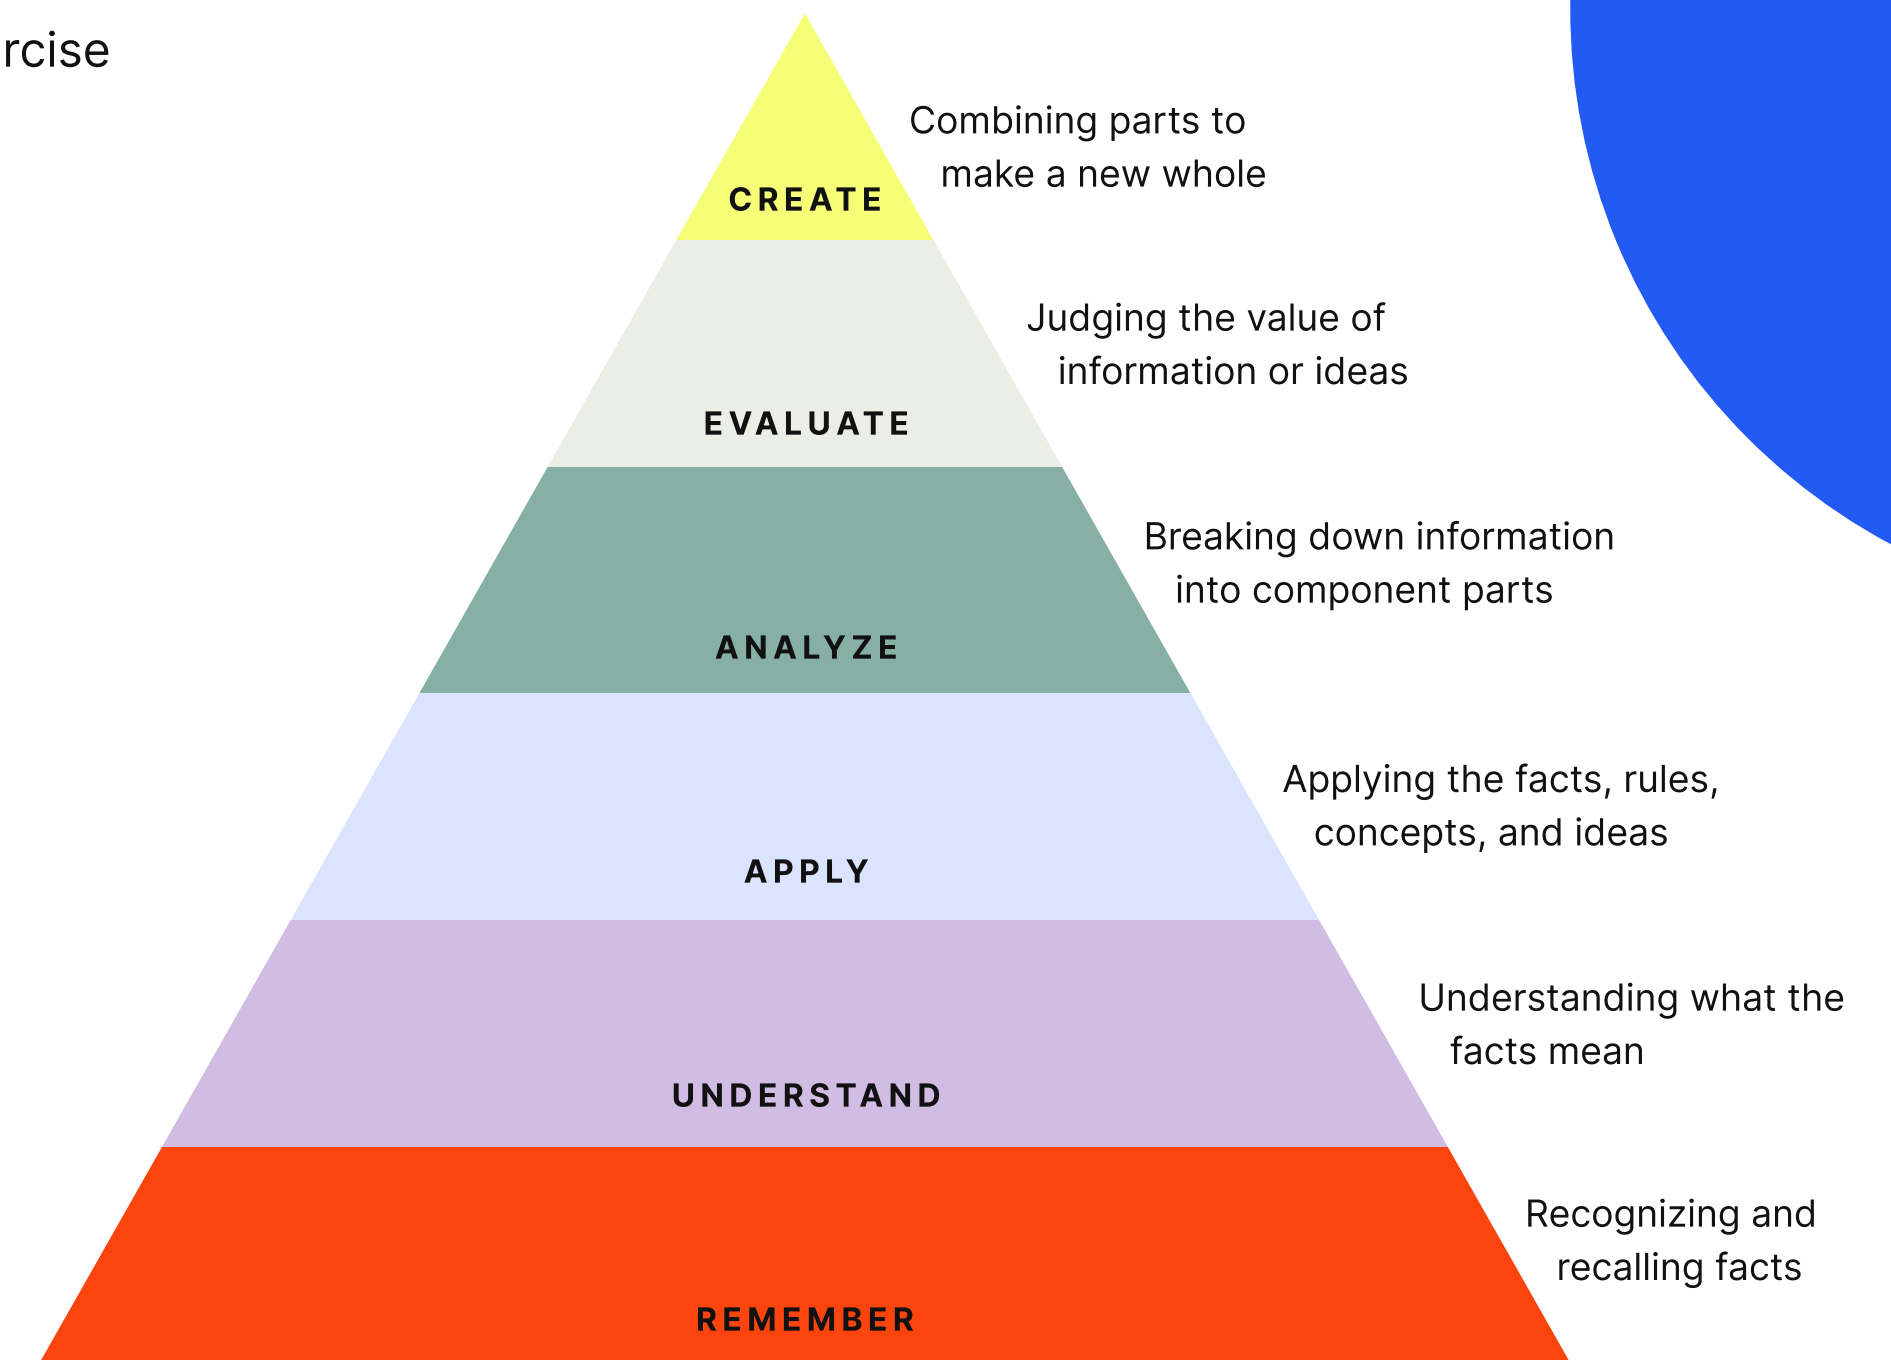 rcise
Combining parts to
make a new whole
CREATE
Judging the value of
information or ideas
EVALUATE
Breaking down information
into component parts
ANALYZE
Applying the facts, rules,
concepts, and ideas
APPLY
Understanding what the
facts mean
UNDERSTAND
Recognizing and
recalling facts
REMEMBER